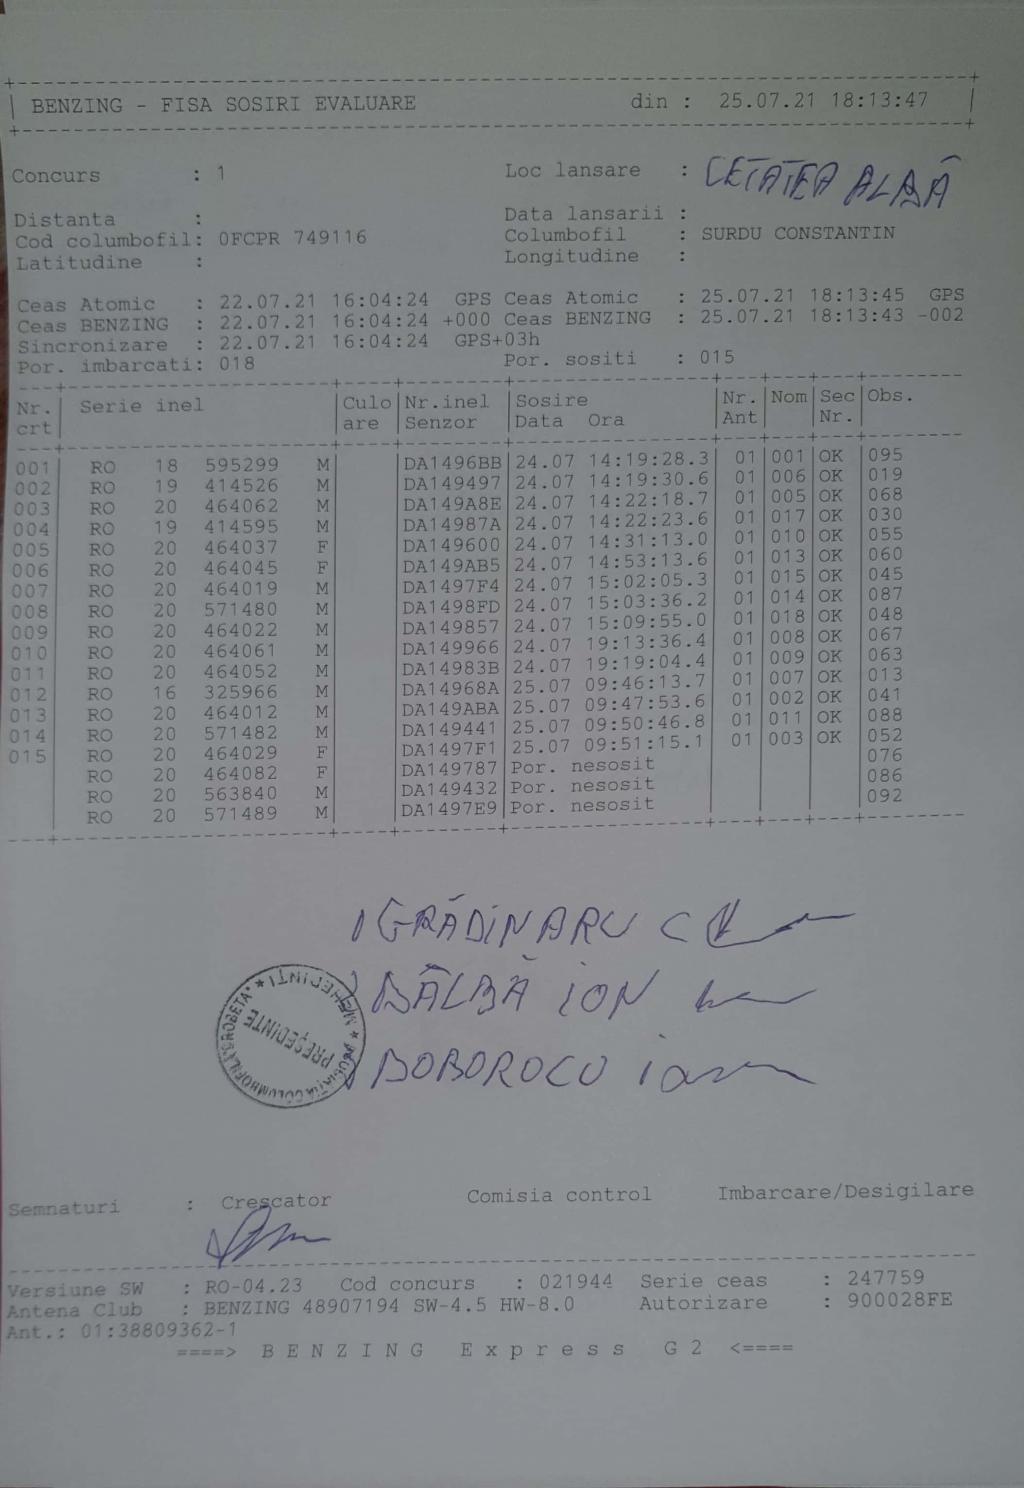 BENZING - FISA SOSIRI EVALUARE din : 25.07.21 18:13:47
Concurs : 1 Loc lansare : CETATEA ALBĂ
Distanta : Data lansarii :
Cod columbofil: 0FCPR 749116 Columbofil : SURDU CONSTANTIN
Latitudine : Longitudine :
Ceas Atomic : 22.07.21 16:04:24 GPS Ceas Atomic : 25.07.21 18:13:45 GPS
Ceas BENZING : 22.07.21 16:04:24 +000 Ceas BENZING : 25.07.21 18:13:43 -002
Sincronizare : 22.07.21 16:04:24 GPS+03h
Por. imbarcati: 018 Por. sositi : 015
Nr. Serie inel Culo Nr.inel Sosire Nr. Nom Sec Obs.
crt are Senzor Data Ora Ant Nr.
001 RO 18 595299 M DA1496BB 24.07 14:19:28.3 01 001 OK 095
002 RO 19 414526 M DA149497 24.07 14:19:30.6 01 006 OK 019
003 RO 20 464062 M DA149A8E 24.07 14:22:18.7 01 005 OK 068
004 RO 19 414595 M DA14987A 24.07 14:22:23.6 01 017 OK 030
005 RO 20 464037 F DA149600 24.07 14:31:13.0 01 010 OK 055
006 RO 20 464045 F DA149AB5 24.07 14:53:13.6 01 013 OK 060
007 RO 20 464019 M DA1497F4 24.07 15:02:05.3 01 015 OK 045
008 RO 20 571480 M DA1498FD 24.07 15:03:36.2 01 014 OK 087
009 RO 20 464022 M DA149857 24.07 15:09:55.0 01 018 OK 048
010 RO 20 464061 M DA149966 24.07 19:13:36.4 01 008 OK 067
011 RO 20 464052 M DA14983B 24.07 19:19:04.4 01 009 OK 063
012 RO 16 325966 M DA14968A 25.07 09:46:13.7 01 007 OK 013
013 RO 20 464012 M DA149ABA 25.07 09:47:53.6 01 002 OK 041
014 RO 20 571482 M DA149441 25.07 09:50:46.8 01 011 OK 088
015 RO 20 464029 F DA1497F1 25.07 09:51:15.1 01 003 OK 052
RO 20 464082 F DA149787 Por. nesosit 076
RO 20 563840 M DA149432 Por. nesosit 086
RO 20 571489 M DA1497E9 Por. nesosit 092
GRĂDINARU C
BÂLBĂ ION
BOBOROCU
PREȘEDINTE
MEHEDINȚI
Semnaturi : Crescator Comisia control Imbarcare/Desigilare
Versiune SW : RO-04.23 Cod concurs : 021944 Serie ceas : 247759
Antena Club : BENZING 48907194 SW-4.5 HW-8.0 Autorizare : 900028FE
Ant.: 01:38809362-1
====> BENZING Express G2 <====